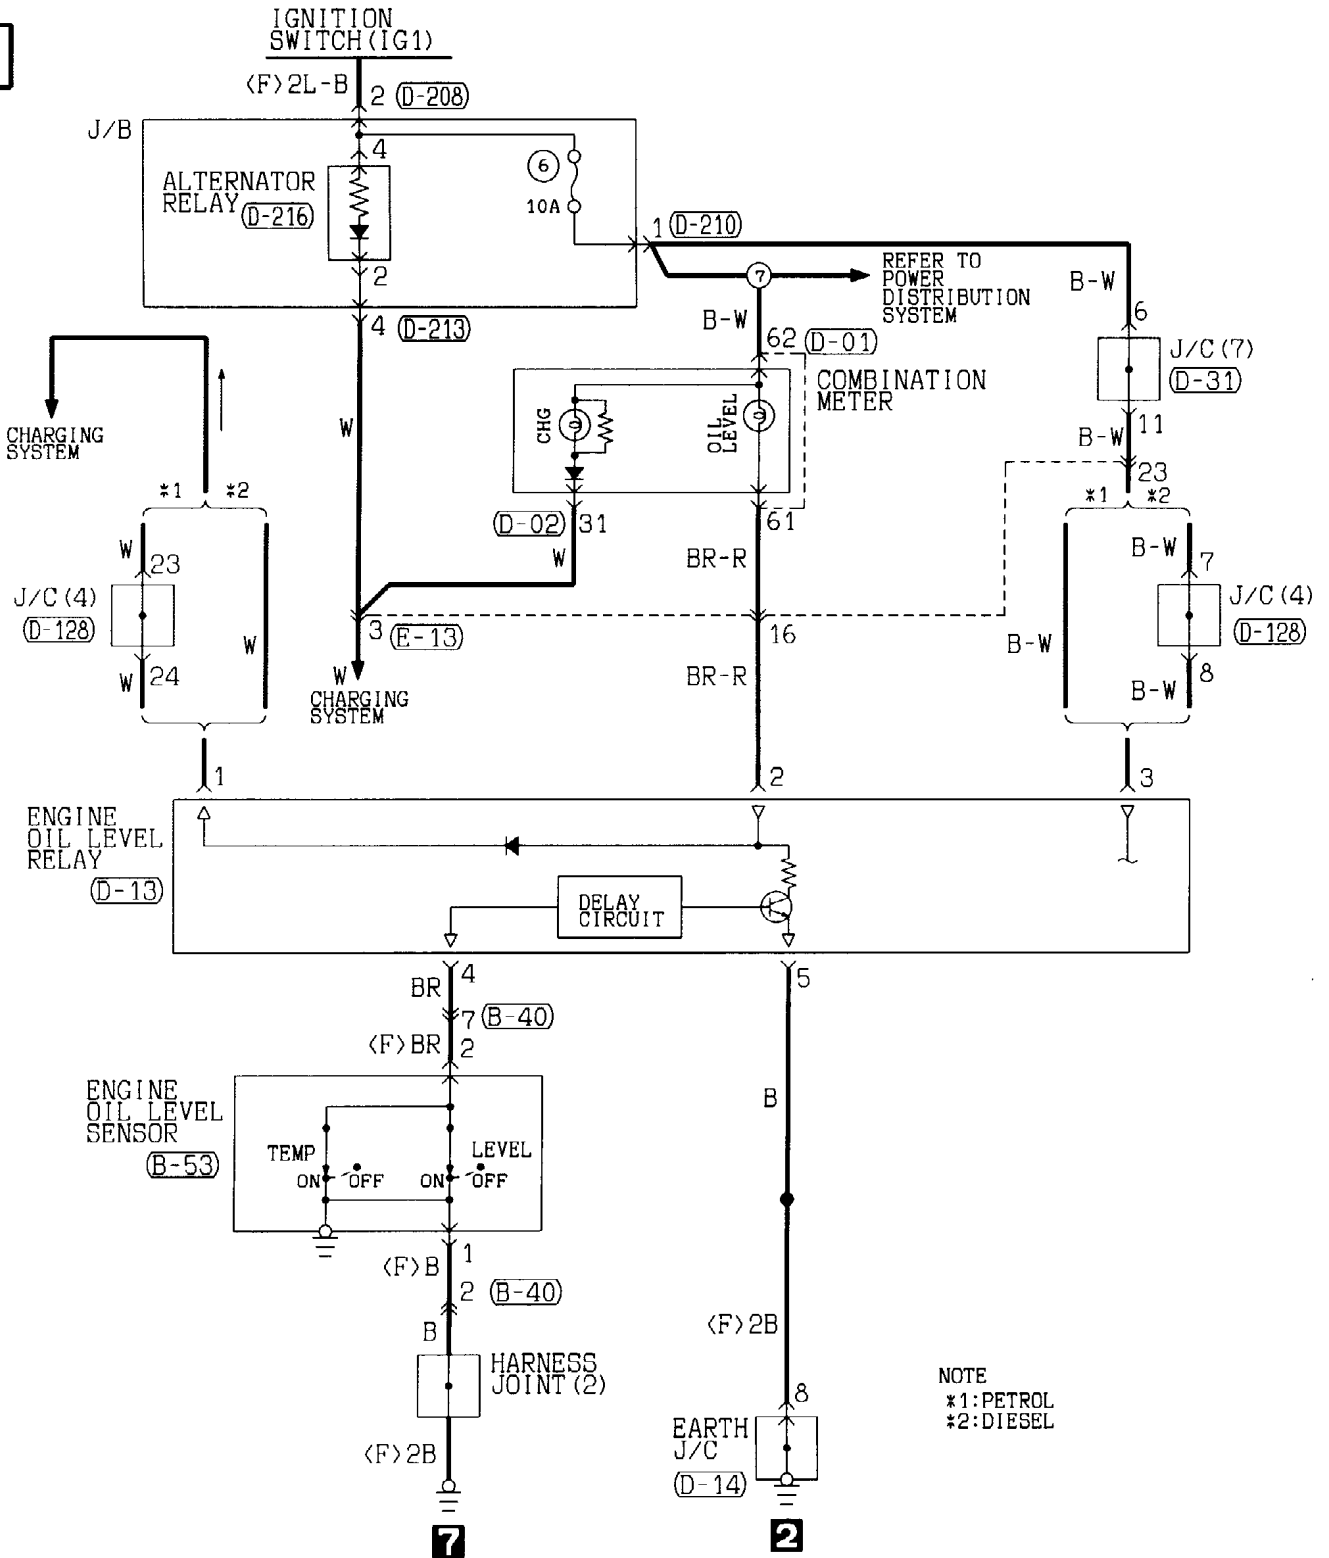 IGNITION
SWITCH(IG1)
<F>2L-B
2 (D-208)
J/B
4
ALTERNATOR
RELAY (D-216)
6
10A
2
1 (D-210)
4 (D-213)
7
REFER TO
POWER
DISTRIBUTION
SYSTEM
B-W
B-W
6
62 (D-01)
J/C(7)
(D-31)
COMBINATION
METER
CHG
OIL
LEVEL
W
11
B-W
23
CHARGING
SYSTEM
*1 *2
*1 *2
(D-02) 31
61
W
BR-R
W
23
J/C(4)
(D-128)
W
24
W
3 (E-13)
16
W
CHARGING
SYSTEM
BR-R
B-W
7
J/C(4)
(D-128)
B-W
8
B-W
1
2
3
ENGINE
OIL LEVEL
RELAY
(D-13)
DELAY
CIRCUIT
4
BR
5
7 (B-40)
<F>BR 2
ENGINE
OIL LEVEL
SENSOR
(B-53)
TEMP
ON OFF
LEVEL
ON OFF
B
1
<F>B
2 (B-40)
B
HARNESS
JOINT(2)
<F>2B
7
<F>2B
8
EARTH
J/C
(D-14)
2
NOTE
*1:PETROL
*2:DIESEL